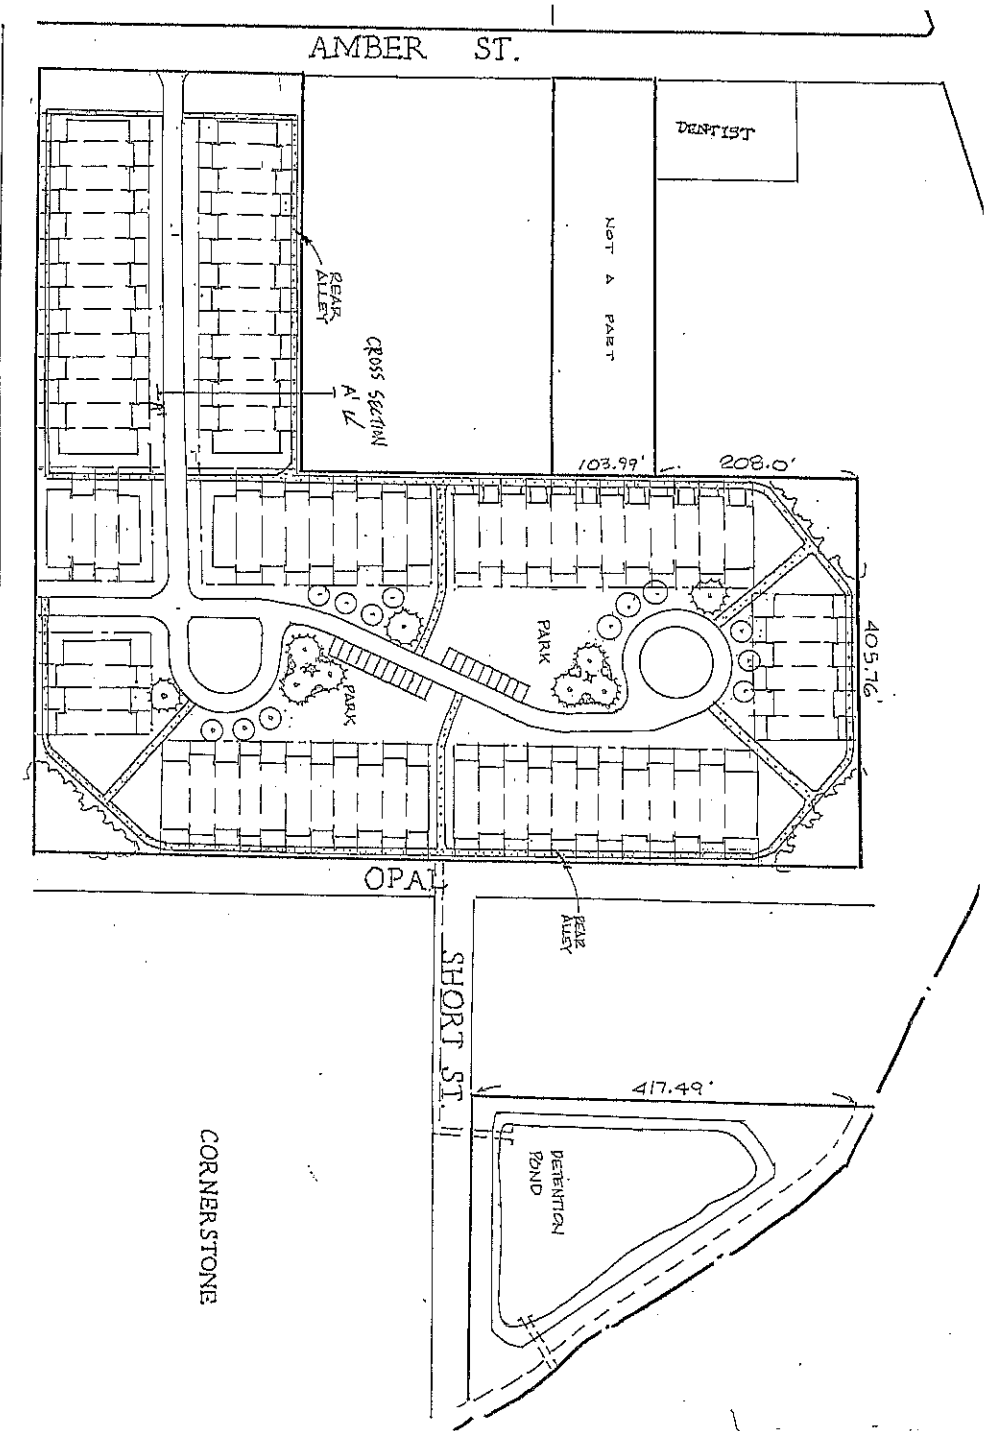 AMBER ST.
DENTIST
NOT A PART
REAR
ALLEY
CROSS SECTION
A'
103.99'
208.0'
405.76'
PARK
PARK
OPAL
REAR
ALLEY
SHORT ST.
417.49'
DETENTION
POND
CORNERSTONE